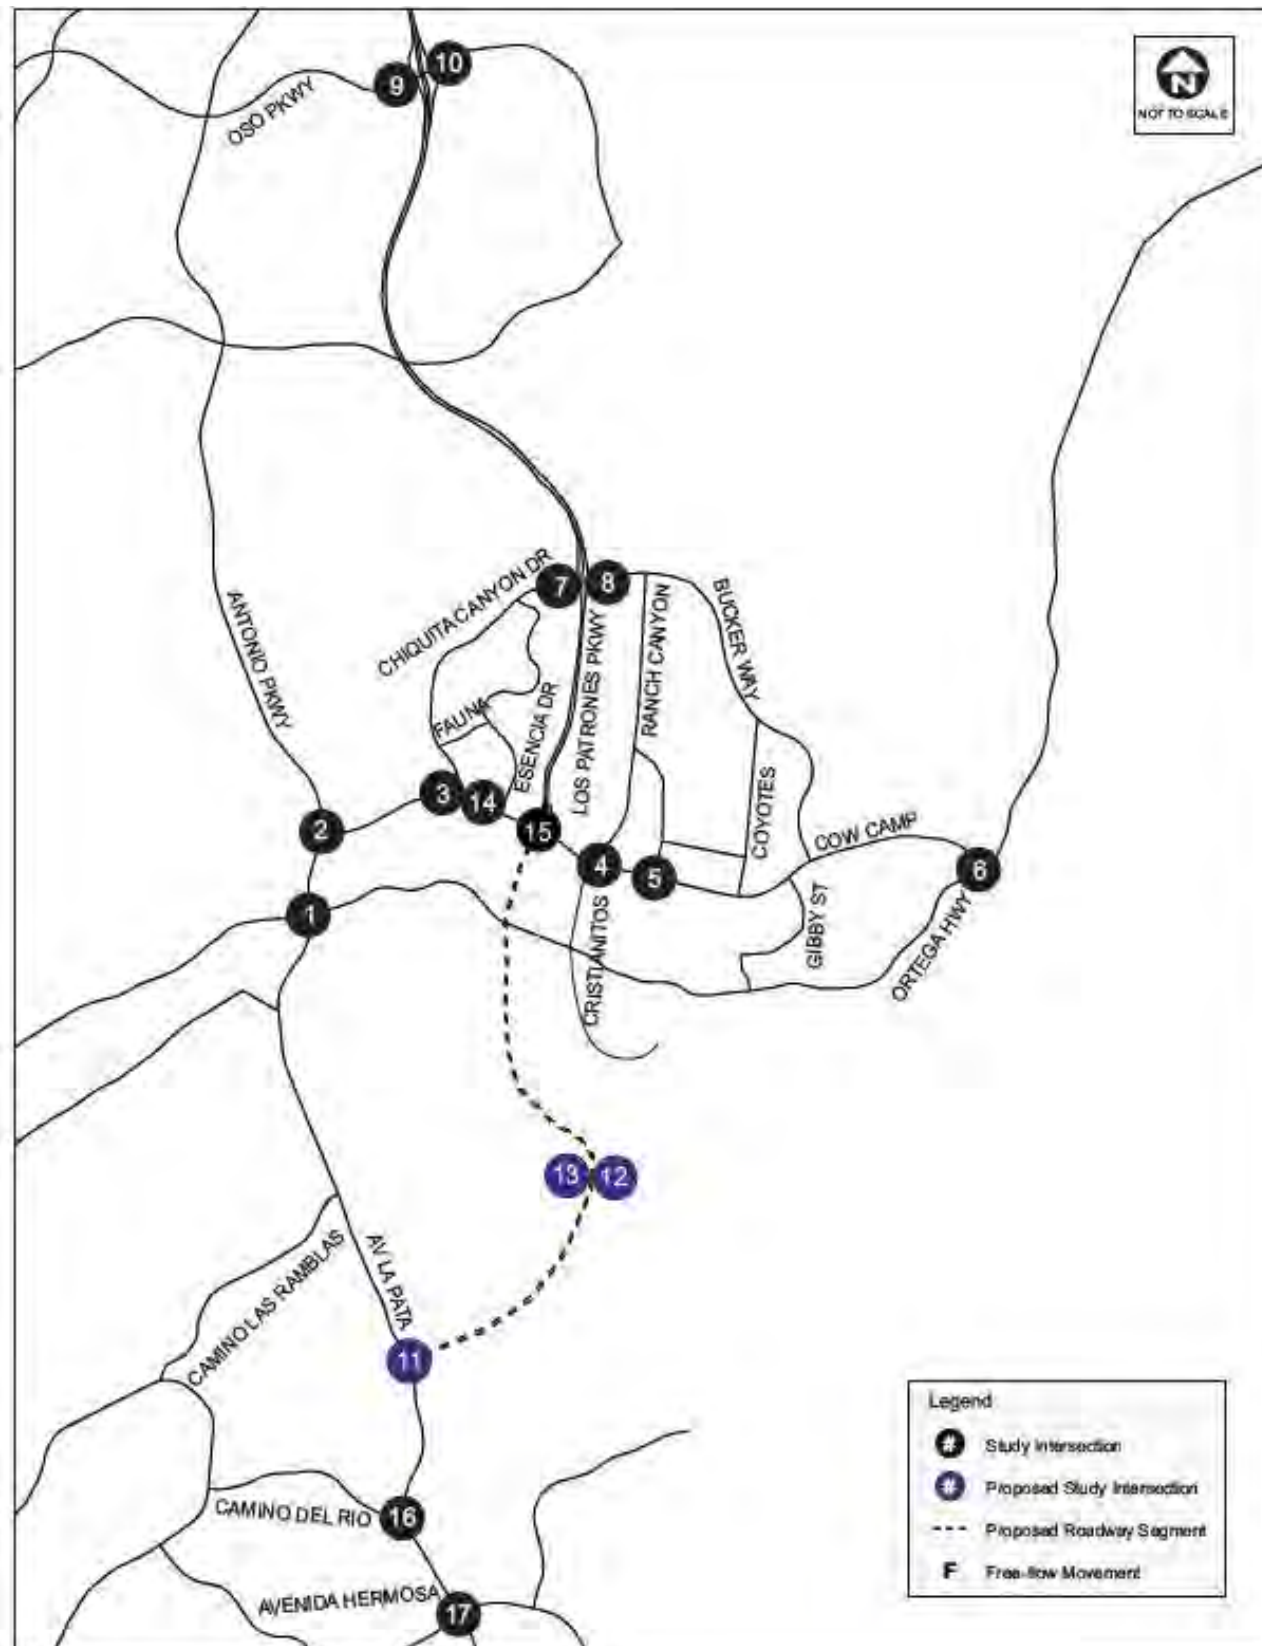 10
9
N
NOT TO SCALE
OSO PKWY
CHIQUITA CANYON DR
7
8
BUCKER WAY
RANCH CANYON
LOS PATRONES PKWY
ANTONIO PKWY
FAUNA
ESENCIA DR
3
14
COYOTES
2
15
COW CAMP
4
5
6
1
CRISTIANITOS
GIBBY ST
ORTEGA HWY
13
12
CAMINO LAS RAMBLAS
AV LA PATA
11
Legend
# Study Intersection
# Proposed Study Intersection
Proposed Roadway Segment
F Free-flow Movement
CAMINO DEL RIO
16
AVENIDA HERMOSA
17